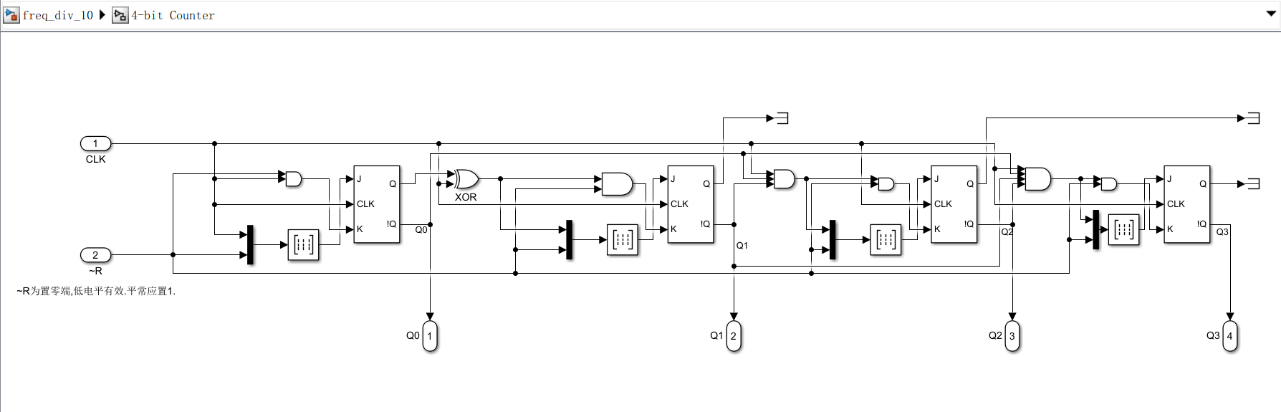 freq_div_10 4-bit Counter
1
CLK
2
~R
~R为置零端,低电平有效.平常应置1.
J
CLK
K
Q
!Q
Q0
XOR
J
CLK
K
Q
!Q
Q1
J
CLK
K
Q
!Q
Q2
J
CLK
K
Q
!Q
Q3
Q0 1
Q1 2
Q2 3
Q3 4